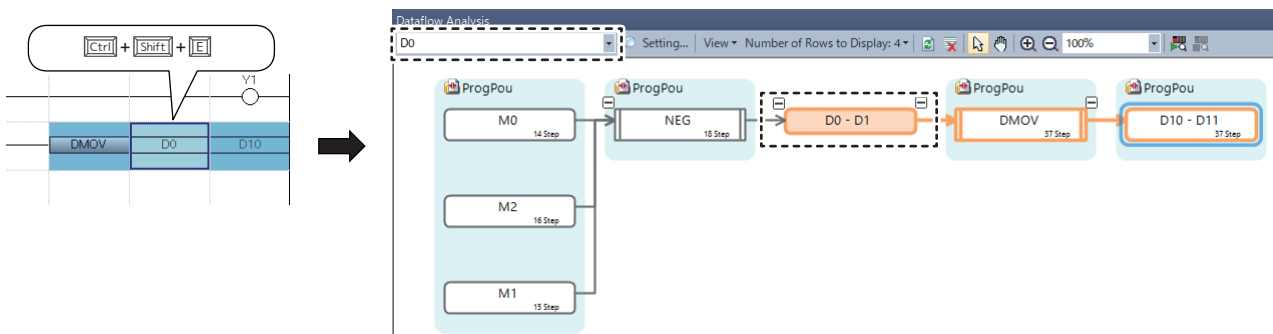 Ctrl + Shift + E
Y1
DMOV D0 D10
Dataflow Analysis
D0 Setting... View Number of Rows to Display: 4 100%
ProgPou ProgPou ProgPou ProgPou
M0 NEG D0 - D1 DMOV D10 - D11
14 Step 18 Step 37 Step 37 Step
M2
16 Step
M1
15 Step